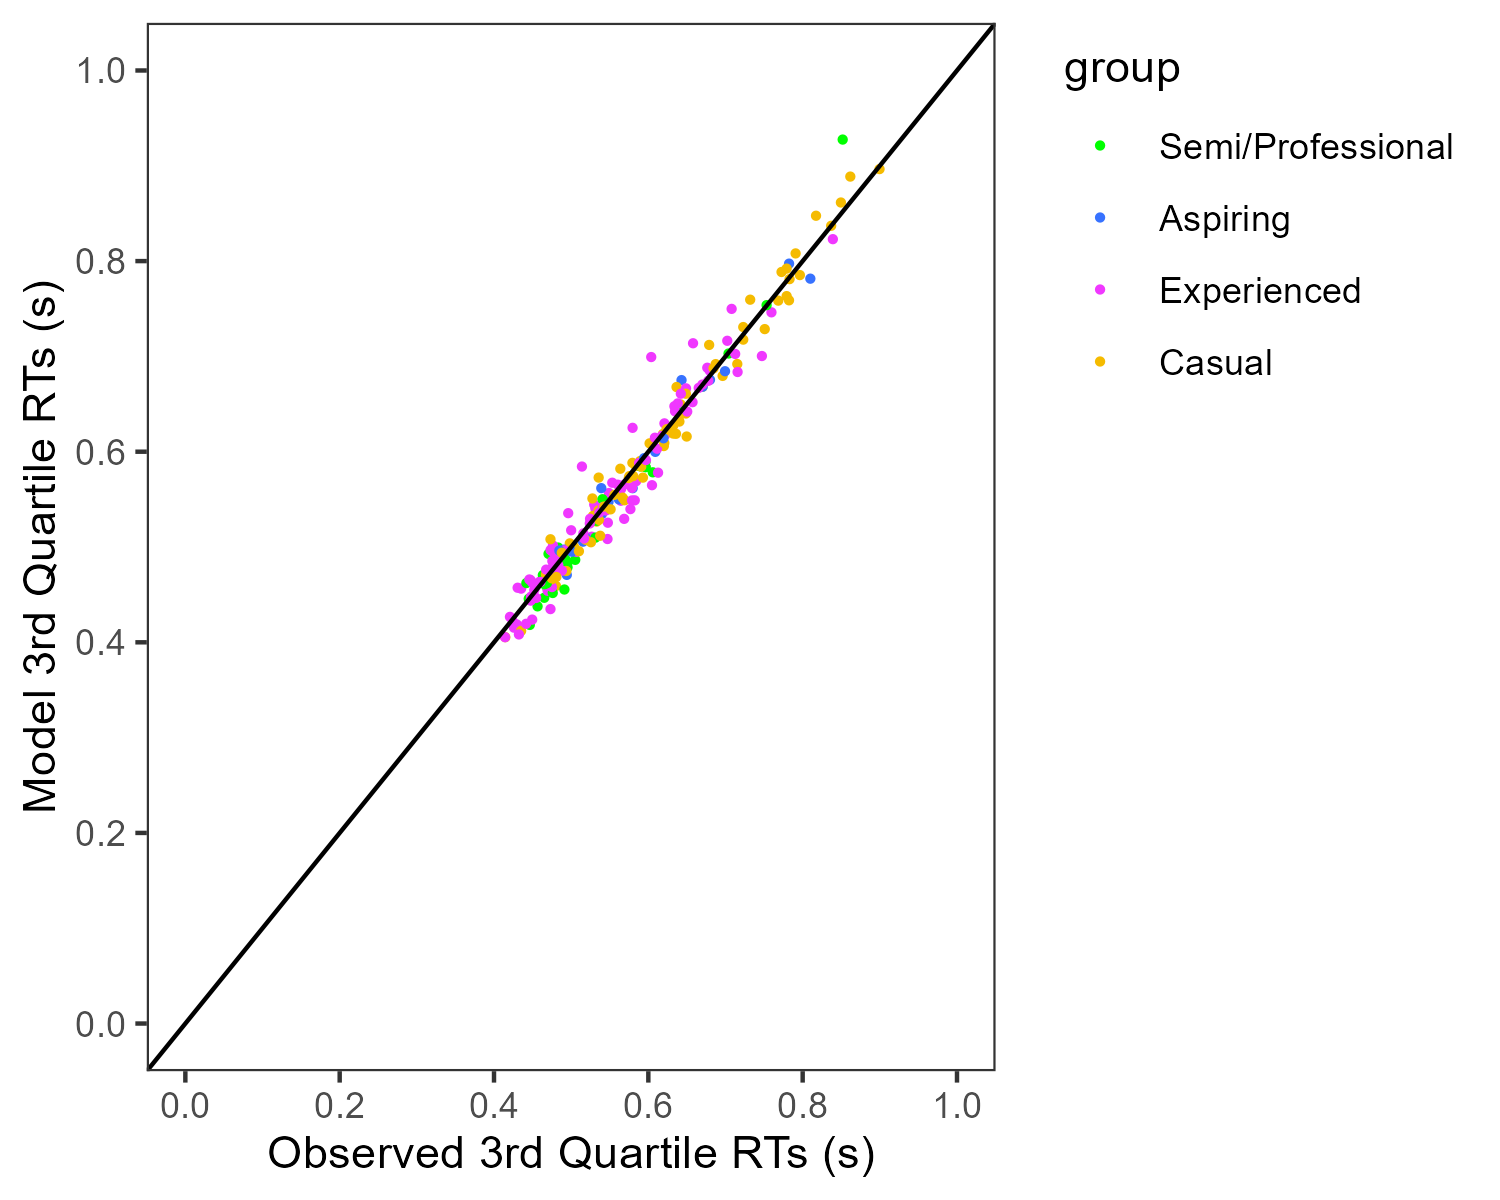 group
Semi/Professional
Aspiring
Experienced
Casual
Model 3rd Quartile RTs (s)
1.0
0.8
0.6
0.4
0.2
0.0
0.0 0.2 0.4 0.6 0.8 1.0
Observed 3rd Quartile RTs (s)